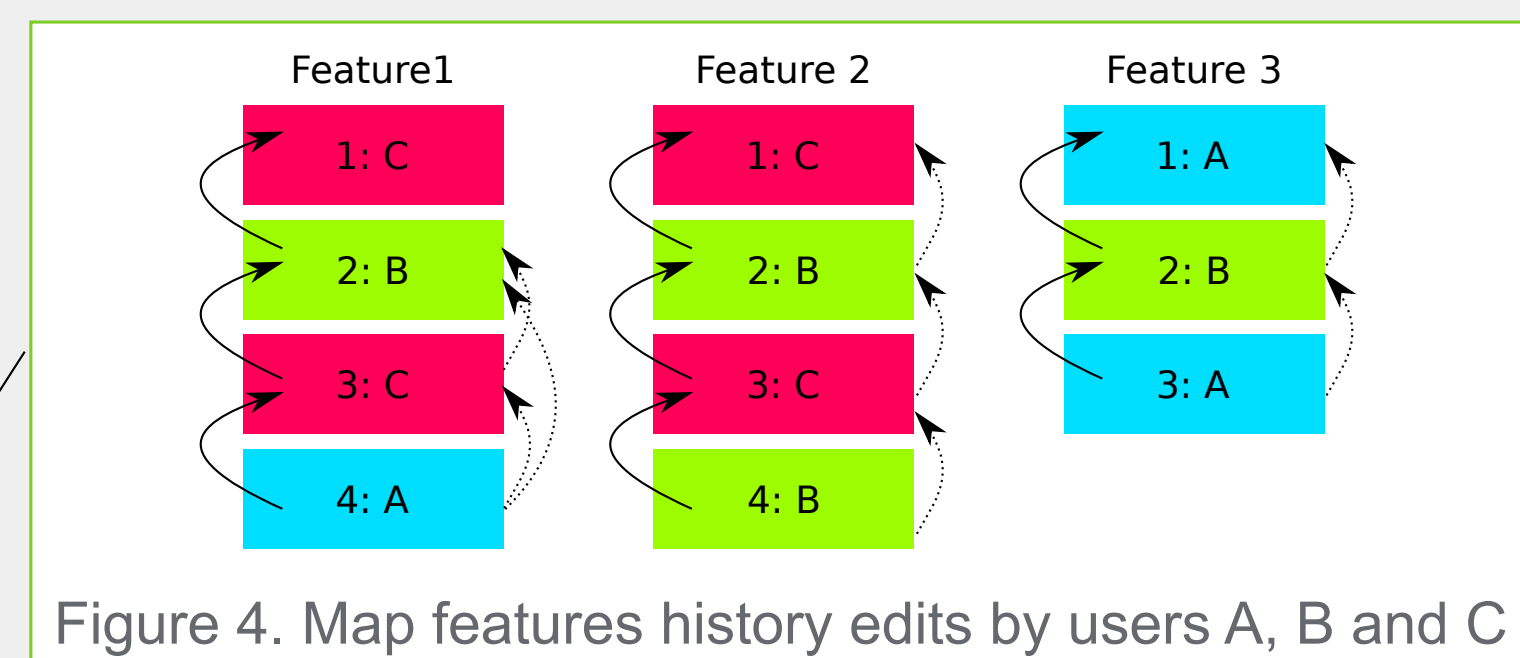 Feature1
Feature 2
Feature 3
1: C
1: C
1: A
2: B
2: B
2: B
3: C
3: C
3: A
4: A
4: B
Figure 4. Map features history edits by users A, B and C